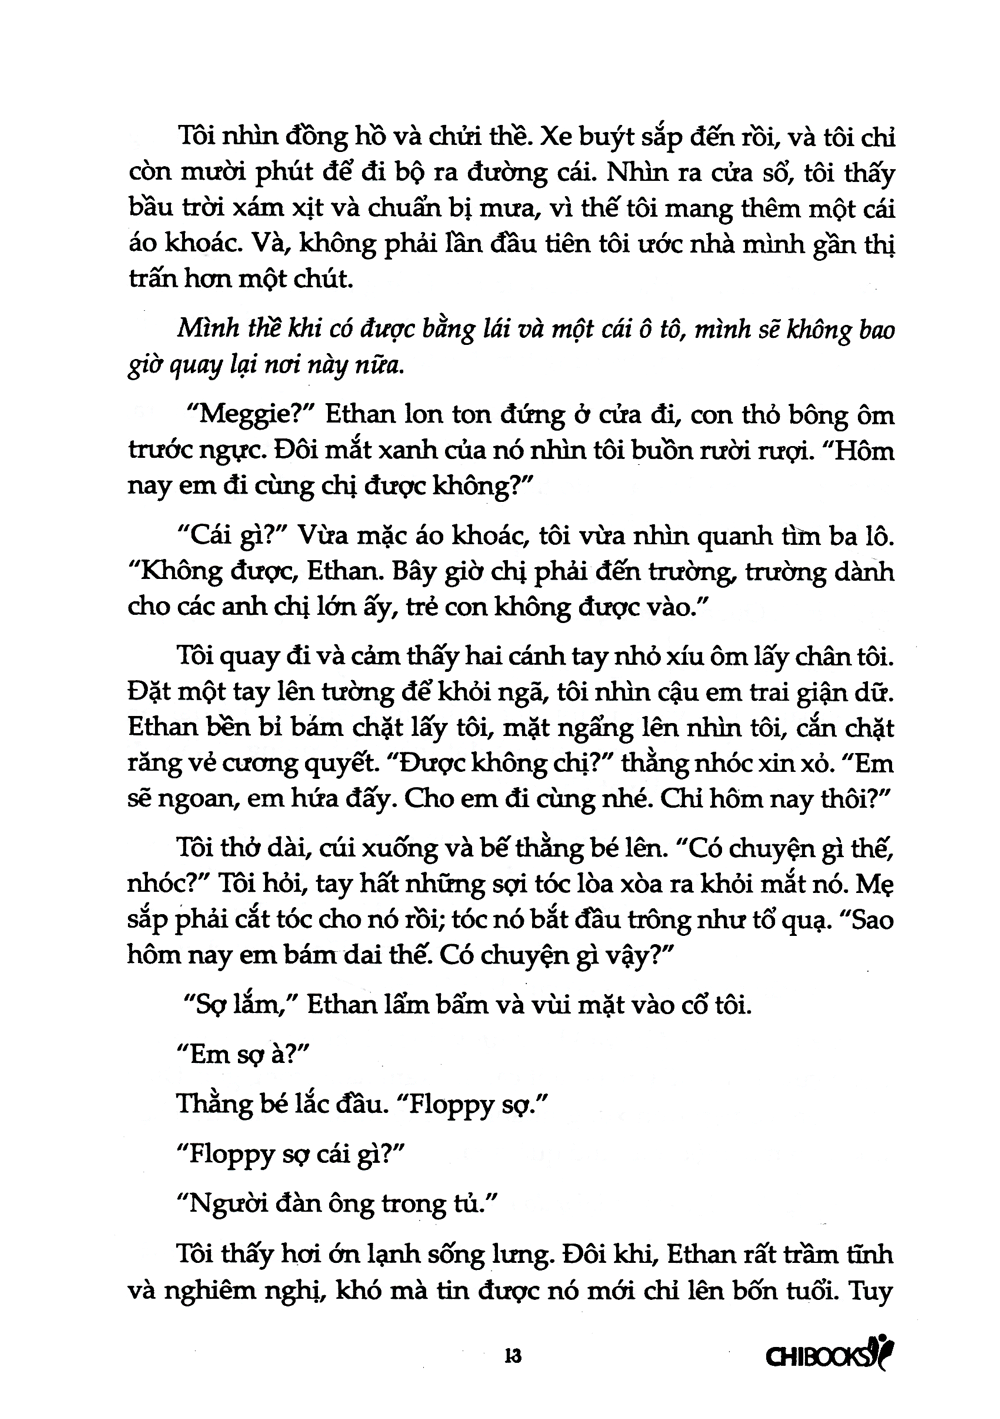 Tôi nhìn đồng hồ và chửi thề. Xe buýt sắp đến rồi, và tôi chỉ
còn mười phút để đi bộ ra đường cái. Nhìn ra cửa sổ, tôi thấy
bầu trời xám xịt và chuẩn bị mưa, vì thế tôi mang thêm một cái
áo khoác. Và, không phải lần đầu tiên tôi ước nhà mình gần thị
trấn hơn một chút.
Mình thề khi có được bằng lái và một cái ô tô, mình sẽ không bao
giờ quay lại nơi này nữa.
“Meggie?” Ethan lon ton đứng ở cửa đi, con thỏ bông ôm
trước ngực. Đôi mắt xanh của nó nhìn tôi buồn rười rượi. “Hôm
nay em đi cùng chị được không?”
“Cái gì?” Vừa mặc áo khoác, tôi vừa nhìn quanh tìm ba lô.
“Không được, Ethan. Bây giờ chị phải đến trường, trường dành
cho các anh chị lớn ấy, trẻ con không được vào.”
Tôi quay đi và cảm thấy hai cánh tay nhỏ xíu ôm lấy chân tôi.
Đặt một tay lên tường để khỏi ngã, tôi nhìn cậu em trai giận dữ.
Ethan bền bỉ bám chặt lấy tôi, mặt ngẩng lên nhìn tôi, cắn chặt
răng vẻ cương quyết. “Được không chị?” thằng nhóc xin xỏ. “Em
sẽ ngoan, em hứa đấy. Cho em đi cùng nhé. Chỉ hôm nay thôi?”
Tôi thở dài, cúi xuống và bế thằng bé lên. “Có chuyện gì thế,
nhóc?” Tôi hỏi, tay hất những sợi tóc lòa xòa ra khỏi mắt nó. Mẹ
sắp phải cắt tóc cho nó rồi; tóc nó bắt đầu trông như tổ quạ. “Sao
hôm nay em bám dai thế. Có chuyện gì vậy?”
“Sợ lắm,” Ethan lẩm bẩm và vùi mặt vào cổ tôi.
“Em sợ à?”
Thằng bé lắc đầu. “Floppy sợ.”
“Floppy sợ cái gì?”
“Người đàn ông trong tủ.”
Tôi thấy hơi ớn lạnh sống lưng. Đôi khi, Ethan rất trầm tĩnh
và nghiêm nghị, khó mà tin được nó mới chỉ lên bốn tuổi. Tuy
13
CHIBOOKS